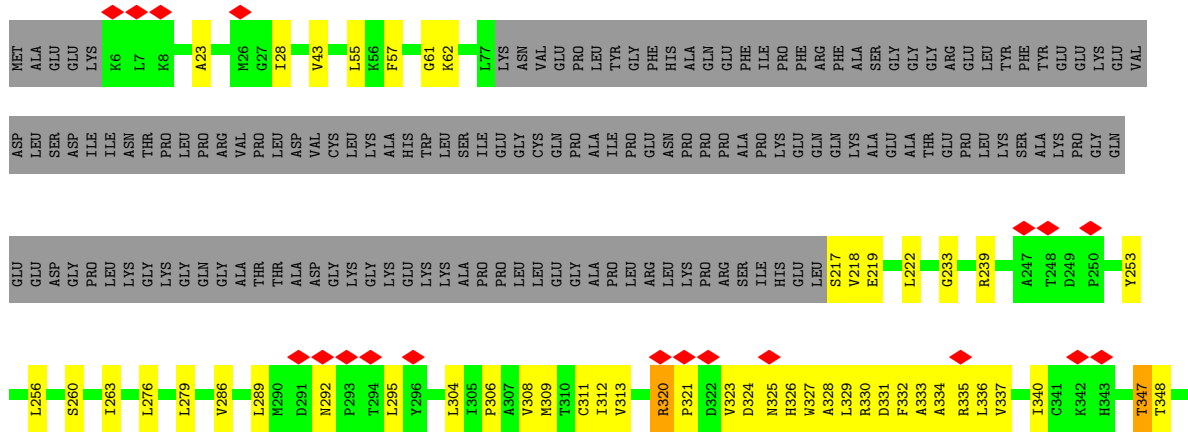 MET ALA GLU GLU LYS K6 L7 K8 A23 M26 G27 I28 V43 L55 K56 F57 G61 K62 L77 LYS ASN VAL GLU PRO LEU TYR GLY PHE HIS ALA GLN GLU PHE ILE PRO PHE ARG PHE ALA SER GLY GLY GLY ARG GLU LEU TYR PHE TYR GLU GLU LYS GLU VAL
ASP LEU SER ASP ILE ILE ASN THR PRO LEU PRO ARG VAL PRO LEU ASP VAL CYS LEU LYS ALA HIS TRP LEU SER ILE GLU GLY CYS GLN PRO ALA ILE PRO GLU ASN PRO PRO PRO ALA PRO LYS GLU GLN GLN LYS ALA GLU ALA THR GLU PRO LEU LYS SER ALA LYS PRO GLY GLN
GLU GLU ASP GLY PRO LEU LYS GLY LYS GLY GLN GLY ALA THR THR ALA ASP GLY LYS GLY LYS GLU LYS LYS ALA PRO PRO LEU LEU GLU GLY ALA PRO LEU ARG LEU LYS PRO ARG SER ILE HIS GLU LEU S217 V218 E219 L222 G233 R239 A247 T248 D249 P250 Y253
L256 S260 I263 L276 L279 V286 L289 M290 D291 N292 P293 T294 L295 Y296 L304 I305 P306 A307 V308 M309 T310 C311 I312 V313 R320 P321 D322 V323 D324 N325 H326 W327 A328 L329 R330 D331 F332 A333 A334 R335 L336 V337 I340 C341 K342 H343 T347 T348